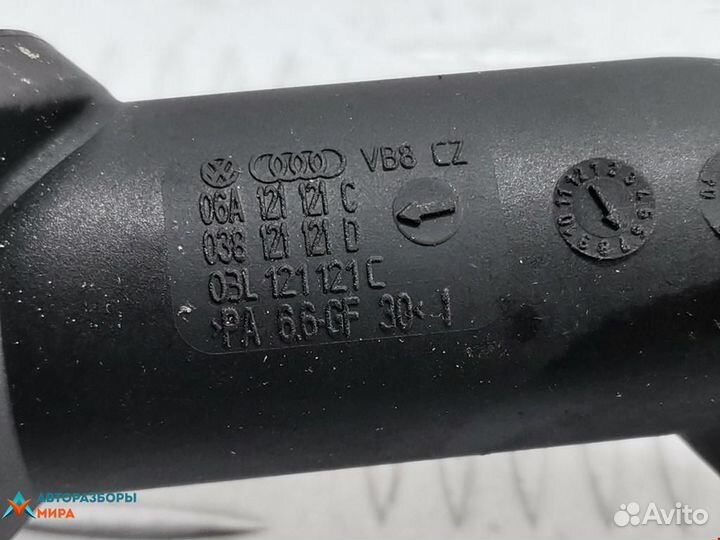 VB8 CZ
06A 121 121 C
038 121 121 D
03L 121 121 C
>PA 6.6-GF 30< 1
АВТОРАЗБОРЫ
МИРА
Avito